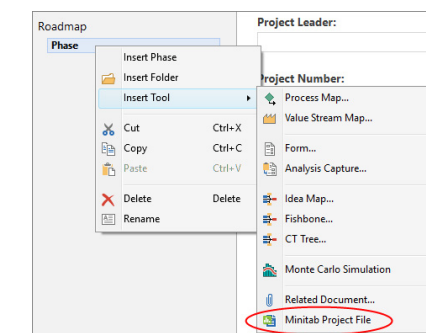 Roadmap
Phase
Project Leader:
Project Number:
Insert Phase
Insert Folder
Insert Tool
Cut Ctrl+X
Copy Ctrl+C
Paste Ctrl+V
Delete Delete
Rename
Process Map...
Value Stream Map...
Form...
Analysis Capture...
Idea Map...
Fishbone...
CT Tree...
Monte Carlo Simulation
Related Document...
Minitab Project File